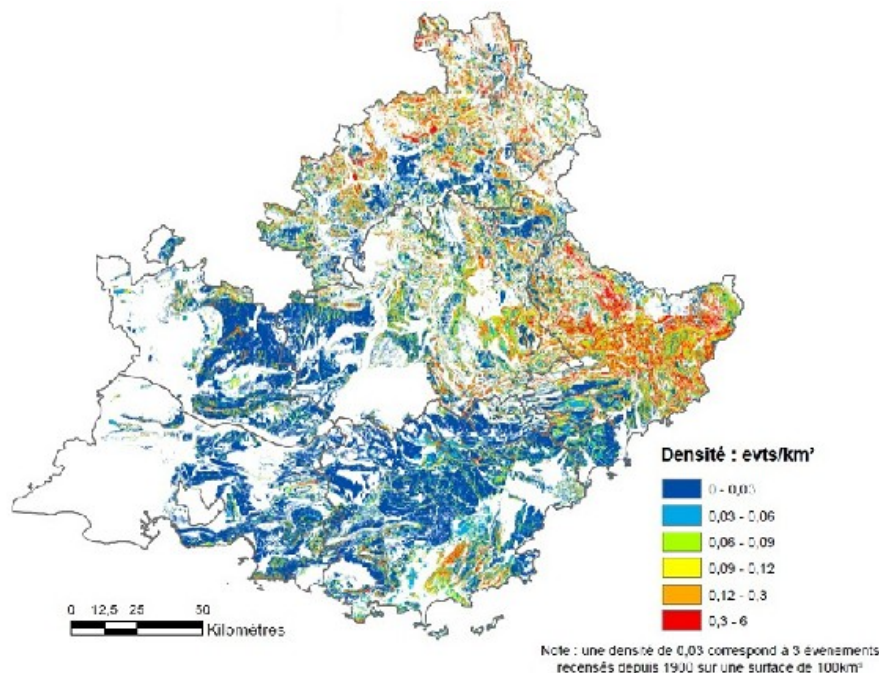 Densité : evts/km²
0 - 0,03
0,03 - 0,06
0,06 - 0,09
0,09 - 0,12
0,12 - 0,3
0,3 - 6
0 12,5 25 50
Kilomètres
Note : une densité de 0,03 correspond à 3 évenements
recensés depuis 1900 sur une surface de 100km²